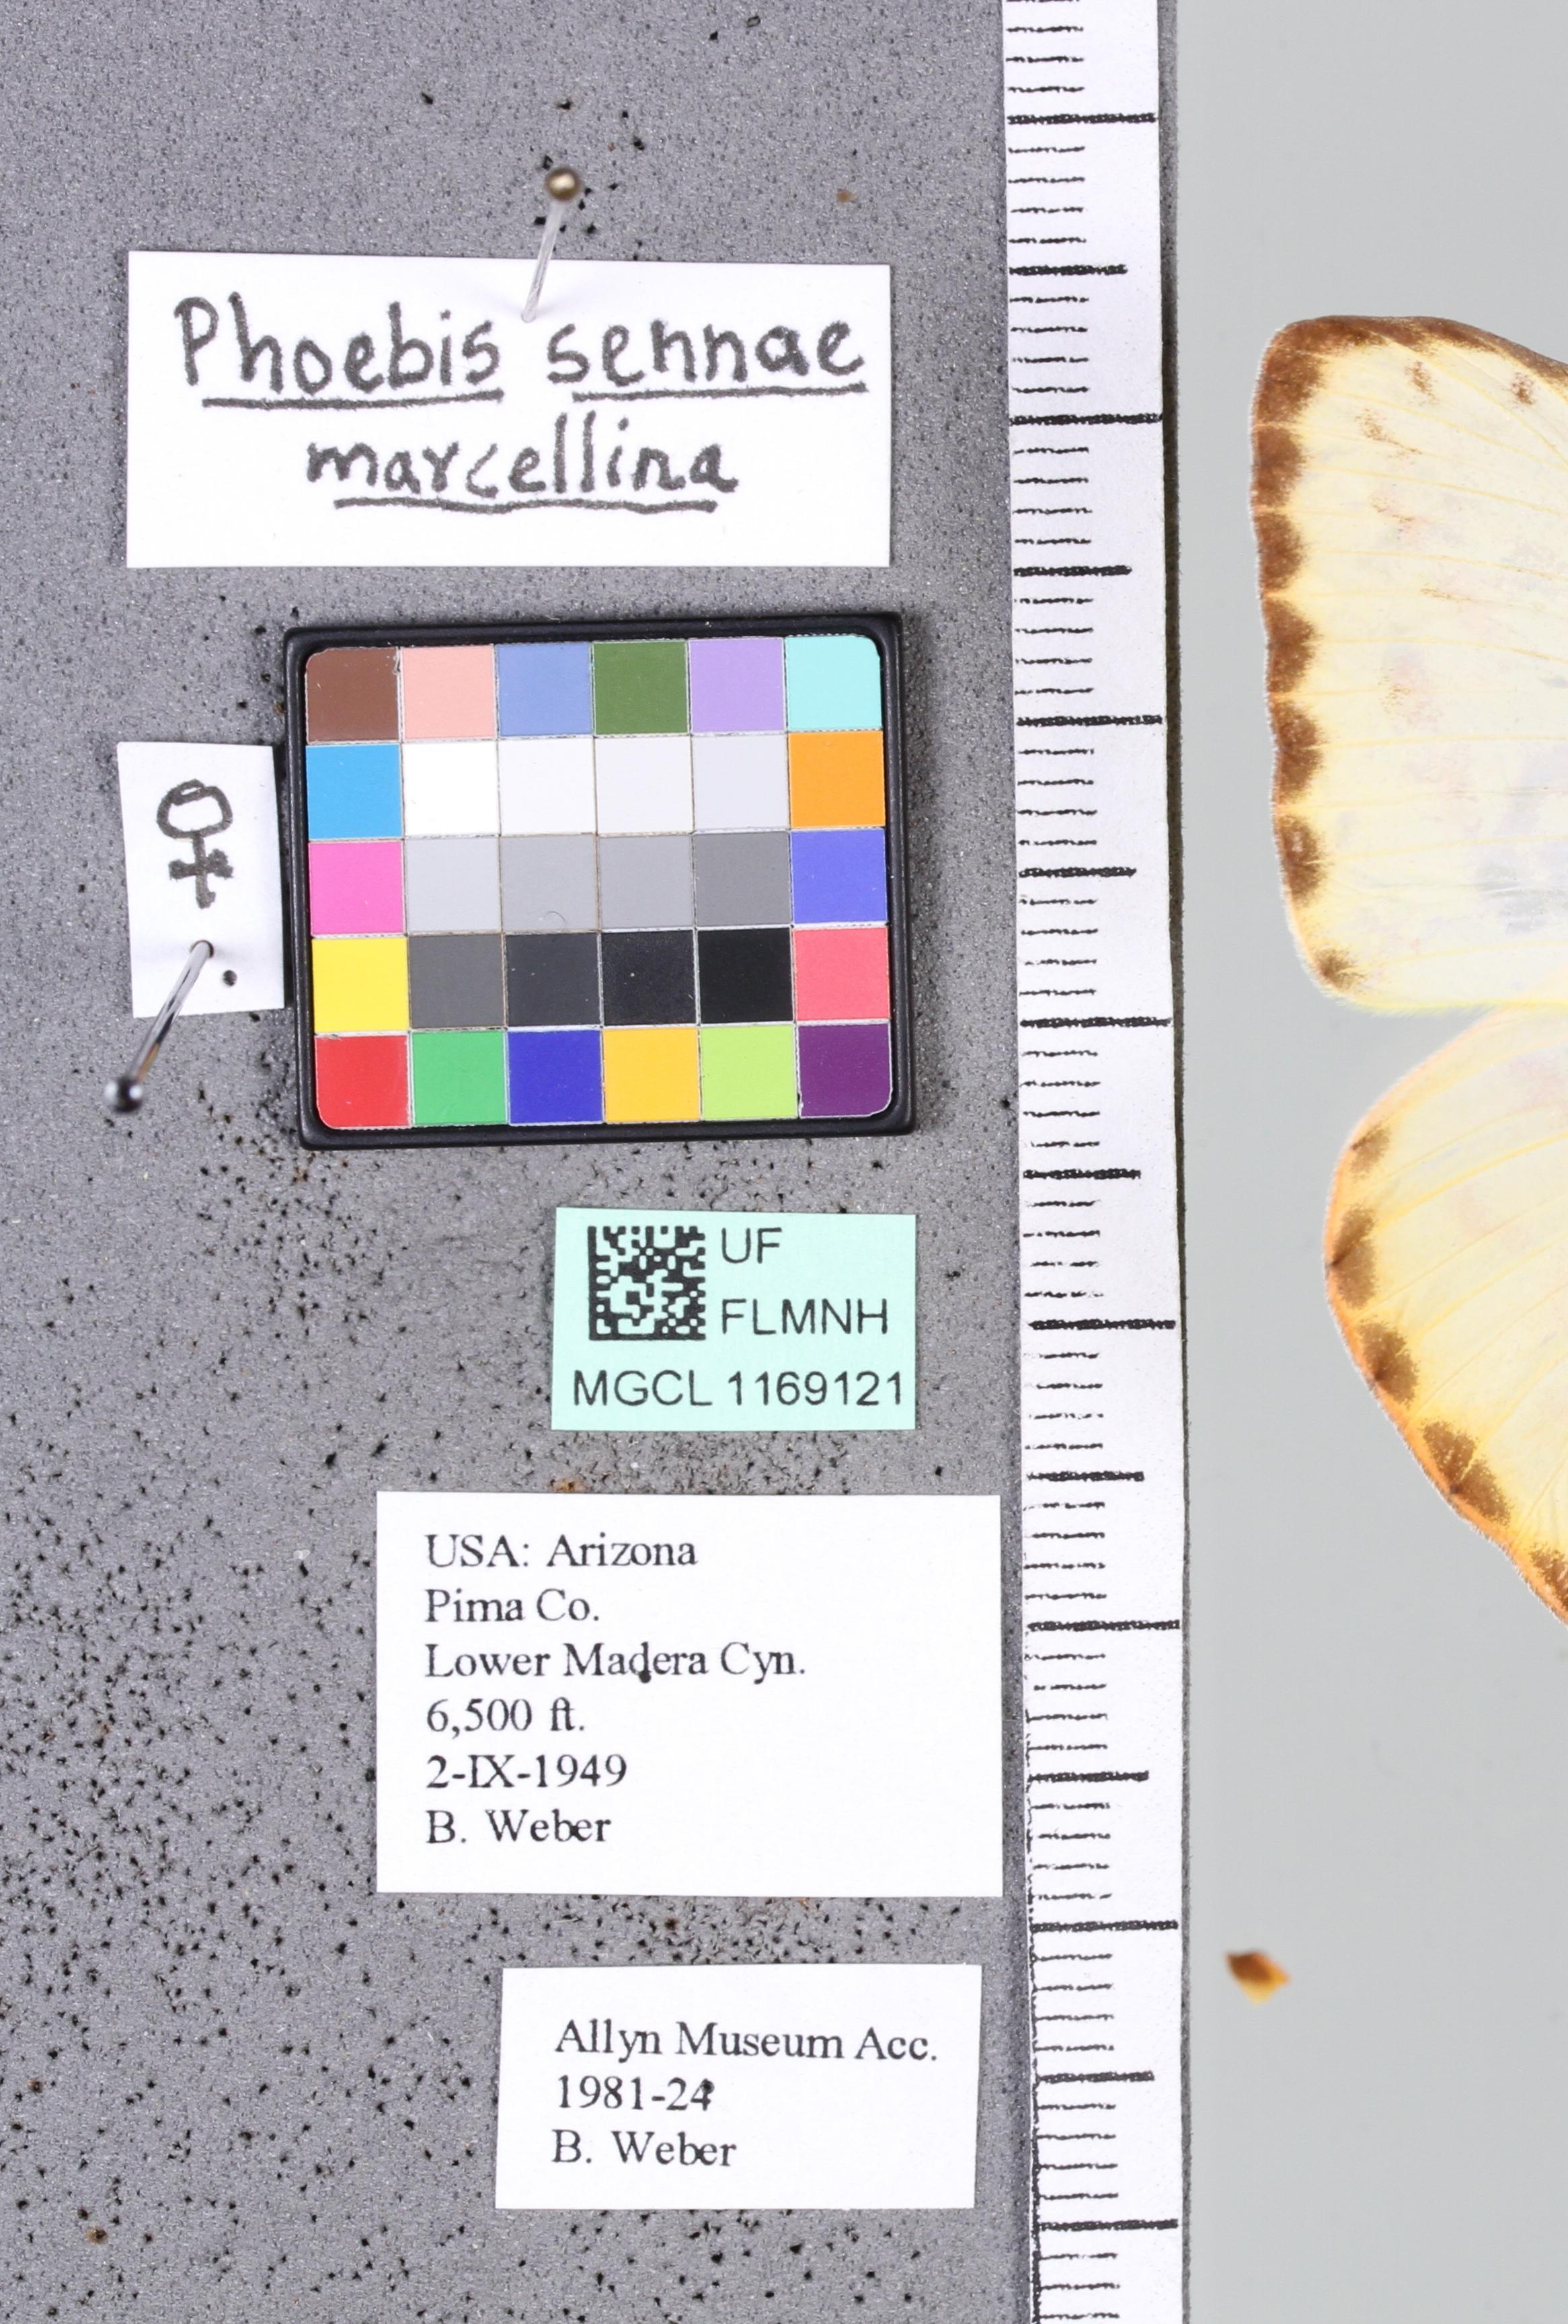 Phoebis sennae
marcellina
♀
UF
FLMNH
MGCL 1169121
USA: Arizona
Pima Co.
Lower Madera Cyn.
6,500 ft.
2-IX-1949
B. Weber
Allyn Museum Acc.
1981-24
B. Weber